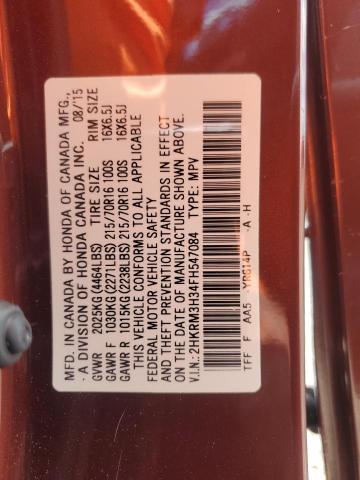 MFD. IN CANADA BY HONDA OF CANADA MFG.,
- A DIVISION OF HONDA CANADA INC. 08/'15
GVWR 2025KG (4464LBS) TIRE SIZE RIM SIZE
GAWR F 1030KG (2271LBS) 215/70R16 100S 16X6.5J
GAWR R 1015KG (2238LBS) 215/70R16 100S 16X6.5J
THIS VEHICLE CONFORMS TO ALL APPLICABLE
FEDERAL MOTOR VEHICLE SAFETY
AND THEFT PREVENTION STANDARDS IN EFFECT
ON THE DATE OF MANUFACTURE SHOWN ABOVE.
V.I.N.: 2HKRM3H34FH547084 TYPE: MPV
TFF F AA5 -YR614P -A -H